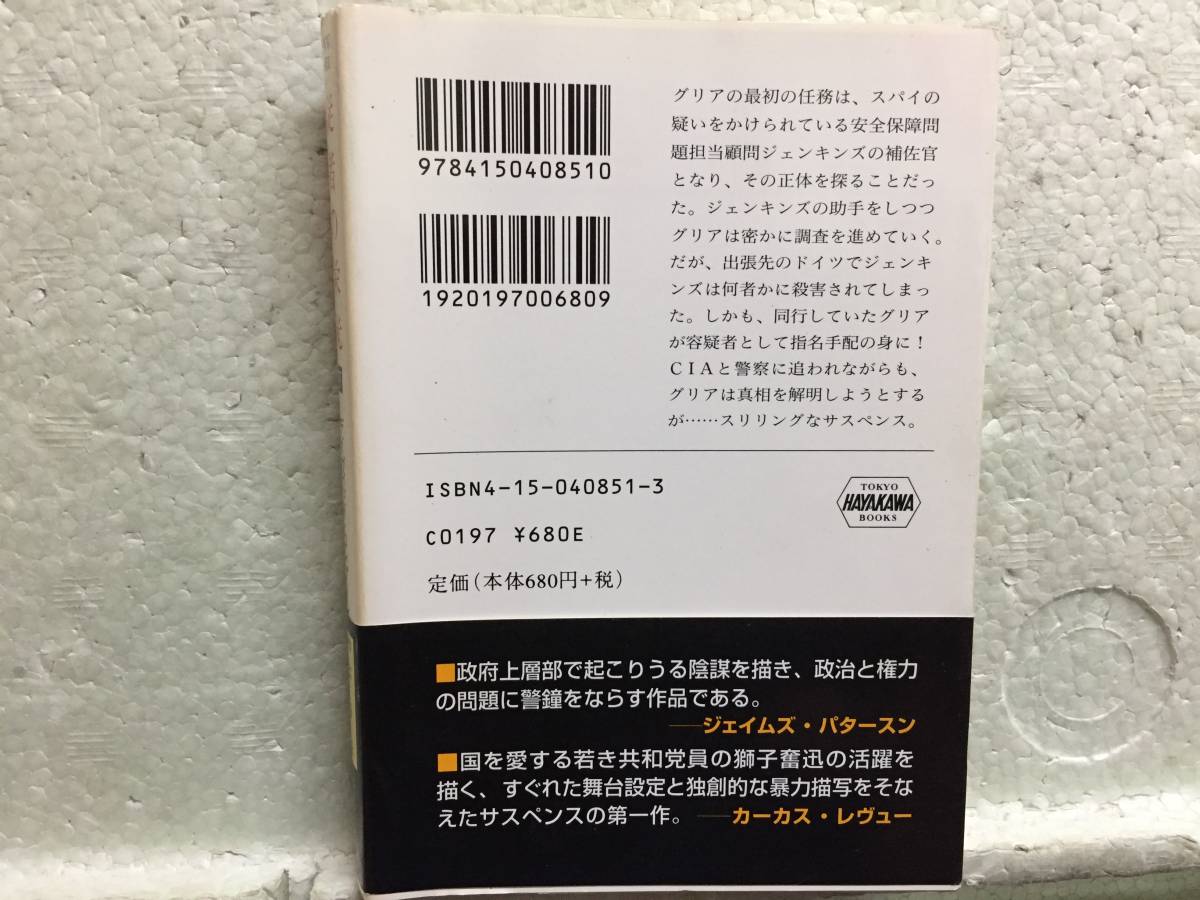 9784150408510
1920197006809
グリアの最初の任務は、スパイの
疑いをかけられている安全保障問
題担当顧問ジェンキンズの補佐官
となり、その正体を探ることだっ
た。ジェンキンズの助手をしつつ
グリアは密かに調査を進めていく。
だが、出張先のドイツでジェンキ
ンズは何者かに殺害されてしまっ
た。しかも、同行していたグリア
が容疑者として指名手配の身に！
ＣＩＡと警察に追われながらも、
グリアは真相を解明しようとする
が……スリリングなサスペンス。
ISBN4-15-040851-3
C0197 ¥680E
定価(本体680円+税)
TOKYO
HAYAKAWA
BOOKS
■政府上層部で起こりうる陰謀を描き、政治と権力
の問題に警鐘をならす作品である。
──ジェイムズ・パタースン
■国を愛する若き共和党員の獅子奮迅の活躍を
描く、すぐれた舞台設定と独創的な暴力描写をそな
えたサスペンスの第一作。──カーカス・レヴュー